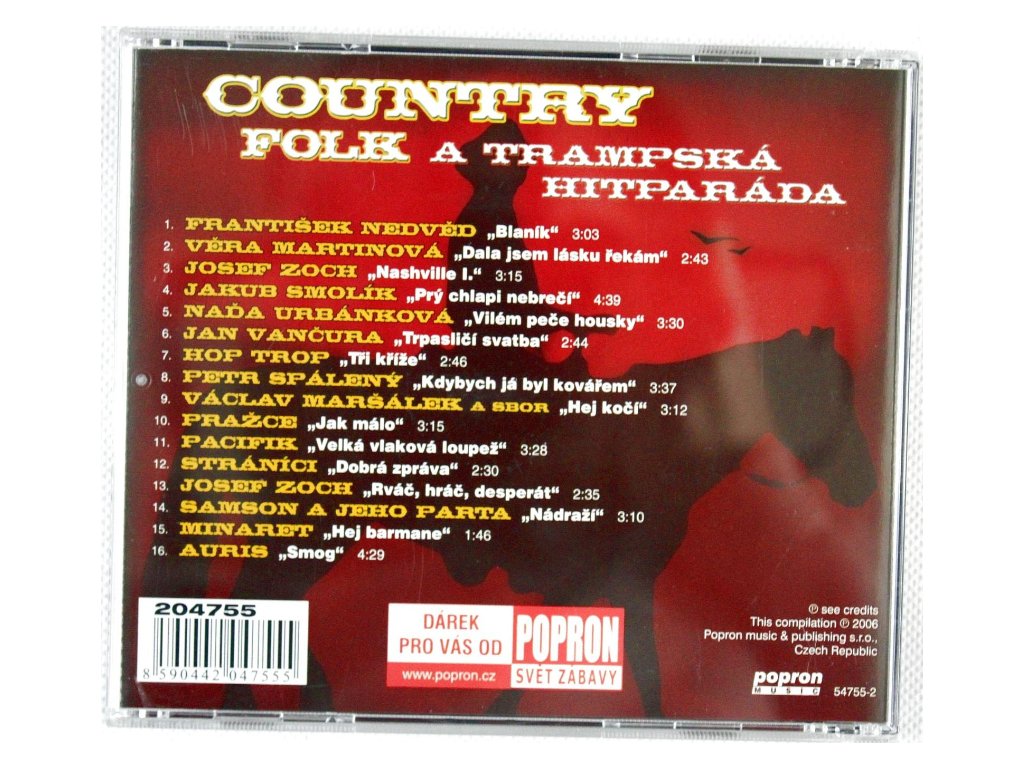 COUNTRY
FOLK A TRAMPSKÁ
HITPARÁDA
1. FRANTIŠEK NEDVĚD „Blaník“ 3:03
2. VĚRA MARTINOVÁ „Dala jsem lásku řekám“ 2:43
3. JOSEF ZOCH „Nashville I.“ 3:15
4. JAKUB SMOLÍK „Prý chlapi nebrečí“ 4:39
5. NAĎA URBÁNKOVÁ „Vilém peče housky“ 3:30
6. JAN VANČURA „Trpasličí svatba“ 2:44
7. HOP TROP „Tři kříže“ 2:46
8. PETR SPÁLENÝ „Kdybych já byl kovářem“ 3:37
9. VÁCLAV MARŠÁLEK A SBOR „Hej kočí“ 3:12
10. PRAŽCE „Jak málo“ 3:15
11. PACIFIK „Velká vlaková loupež“ 3:28
12. STRÁNÍCI „Dobrá zpráva“ 2:30
13. JOSEF ZOCH „Rváč, hráč, desperát“ 2:35
14. SAMSON A JEHO PARTA „Nádraží“ 3:10
15. MINARET „Hej barmane“ 1:46
16. AURIS „Smog“ 4:29
204755
8 590442 047555
DÁREK
PRO VÁS OD
www.popron.cz
POPRON
SVĚT ZÁBAVY
℗ see credits
This compilation ℗ 2006
Popron music & publishing s.r.o.,
Czech Republic
popron
MUSIC 54755-2